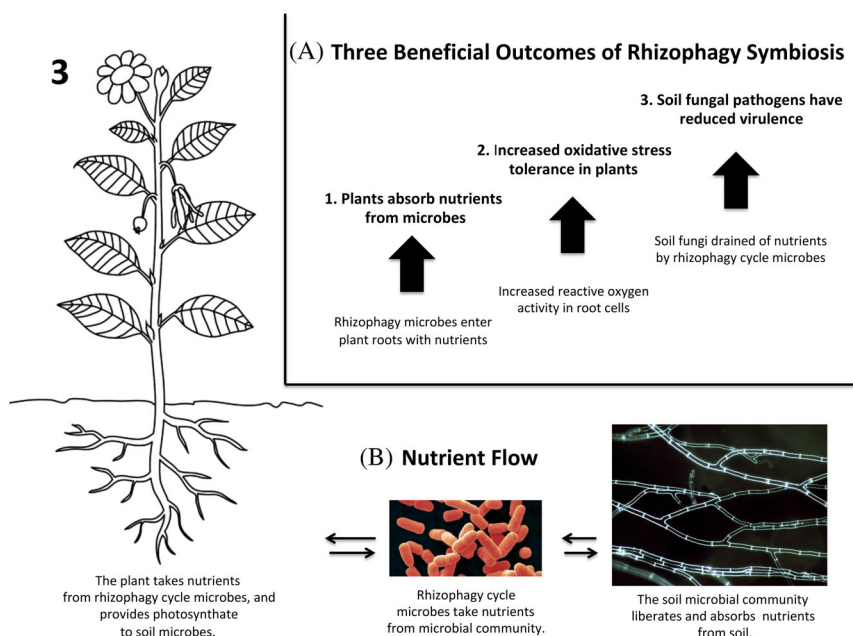 3
(A) Three Beneficial Outcomes of Rhizophagy Symbiosis
1. Plants absorb nutrients
from microbes
Rhizophagy microbes enter
plant roots with nutrients
2. Increased oxidative stress
tolerance in plants
Increased reactive oxygen
activity in root cells
3. Soil fungal pathogens have
reduced virulence
Soil fungi drained of nutrients
by rhizophagy cycle microbes
(B) Nutrient Flow
The plant takes nutrients
from rhizophagy cycle microbes, and
provides photosynthate
to soil microbes.
Rhizophagy cycle
microbes take nutrients
from microbial community.
The soil microbial community
liberates and absorbs nutrients
from soil.